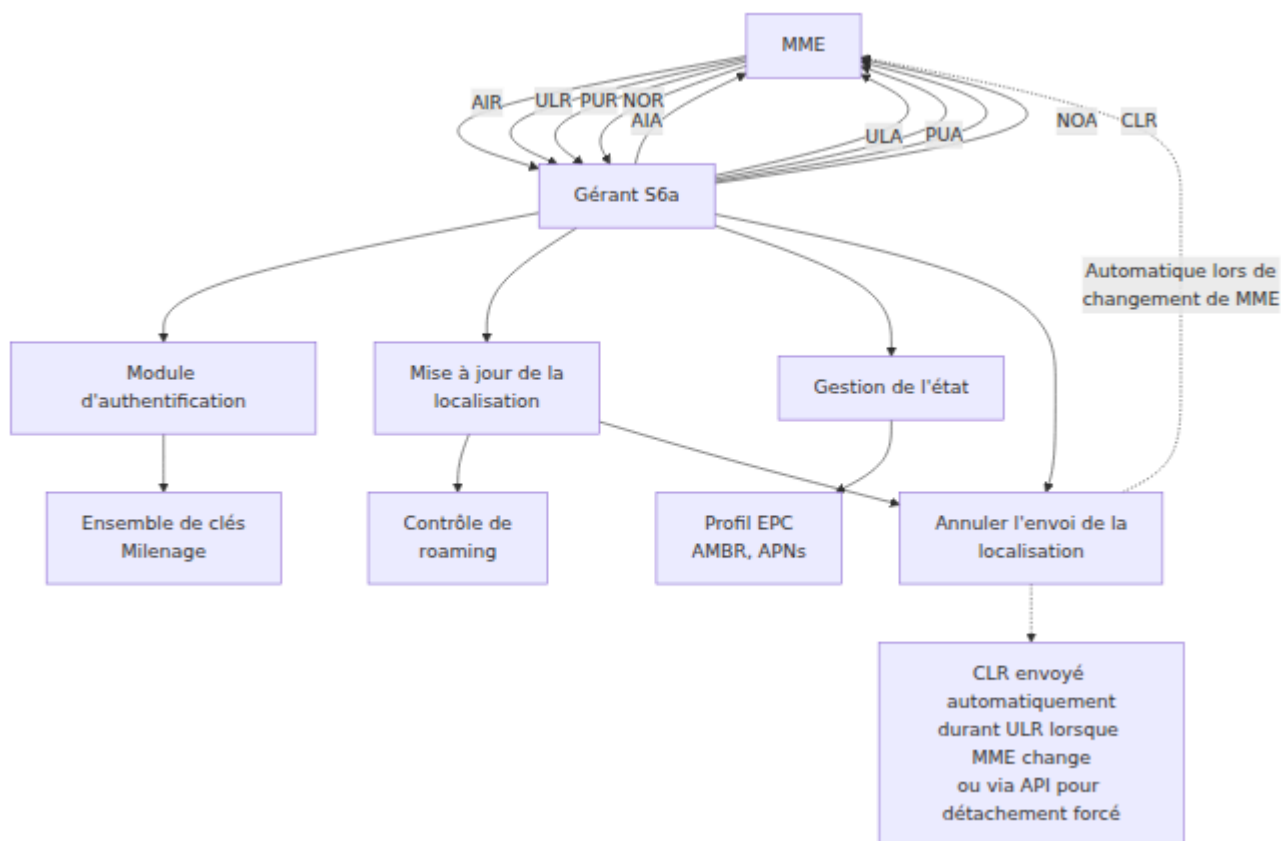 MME
AIR
ULR
PUR
NOR
AIA
ULA
PUA
NOA
CLR
Gérant S6a
Automatique lors de
changement de MME
Module
d'authentification
Mise à jour de la
localisation
Gestion de l'état
Ensemble de clés
Milenage
Contrôle de
roaming
Profil EPC
AMBR, APNs
Annuler l'envoi de la
localisation
CLR envoyé
automatiquement
durant ULR lorsque
MME change
ou via API pour
détachement forcé